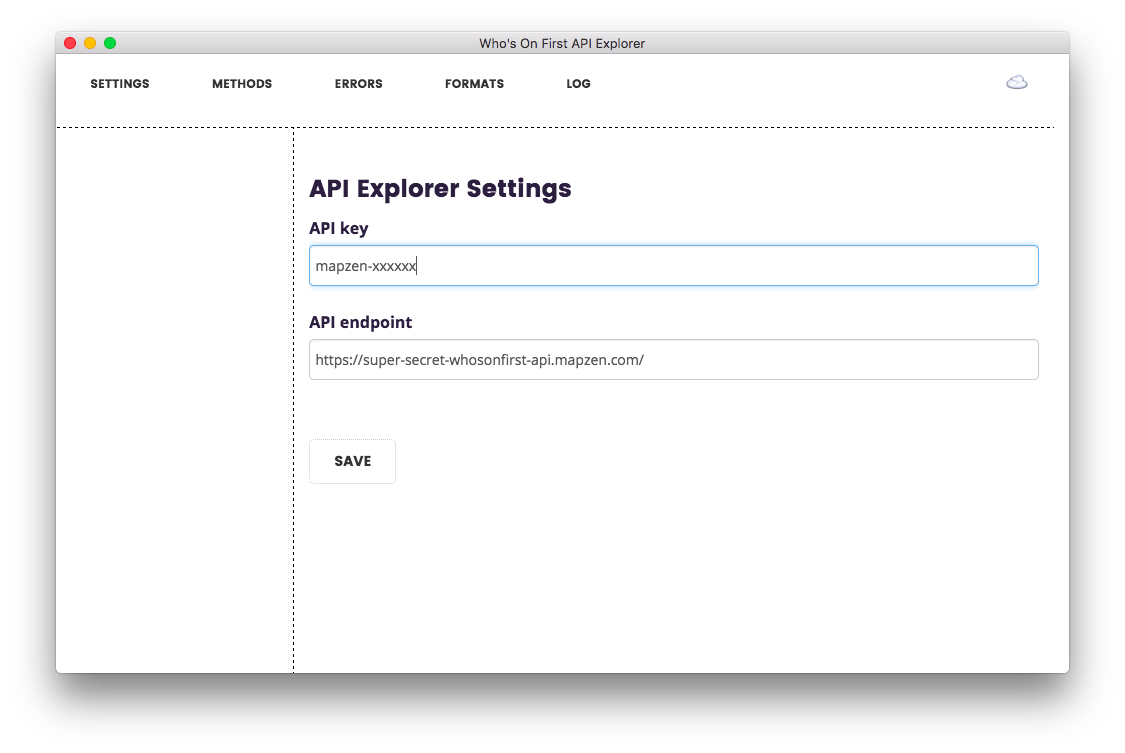 Who's On First API Explorer
SETTINGS METHODS ERRORS FORMATS LOG
API Explorer Settings
API key
mapzen-xxxxxx
API endpoint
https://super-secret-whosonfirst-api.mapzen.com/
SAVE